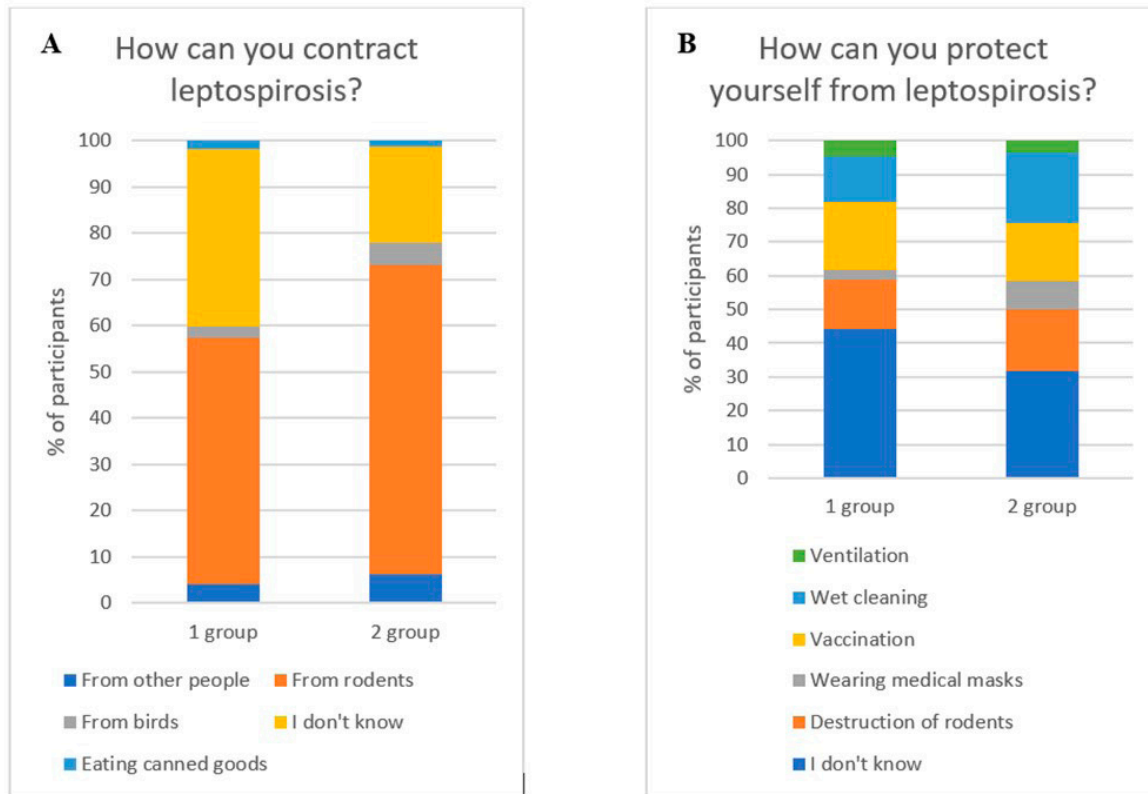 A
How can you contract
leptospirosis?
100
90
80
70
60
50
40
30
20
10
0
% of participants
1 group 2 group
From other people From rodents
From birds I don't know
Eating canned goods
B
How can you protect
yourself from leptospirosis?
100
90
80
70
60
50
40
30
20
10
0
% of participants
1 group 2 group
Ventilation
Wet cleaning
Vaccination
Wearing medical masks
Destruction of rodents
I don't know